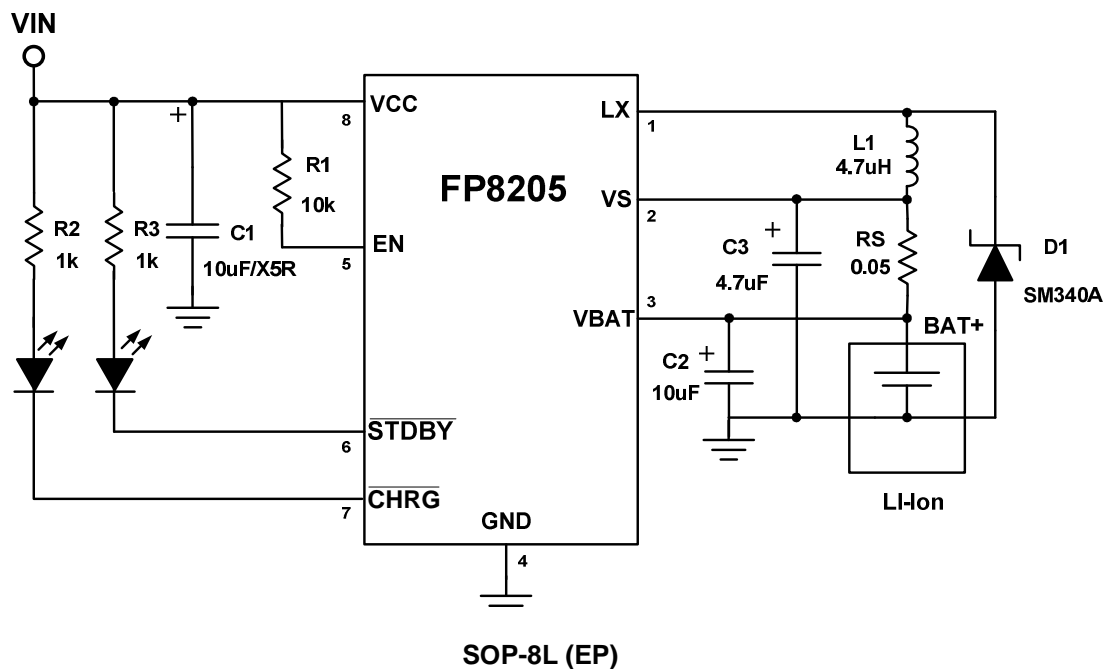 VIN
VCC
8
LX
1
R1
10k
L1
4.7uH
FP8205
VS
2
R2
1k
R3
1k
C1
10uF/X5R
EN
5
C3
4.7uF
RS
0.05
D1
SM340A
VBAT
3
BAT+
C2
10uF
STDBY
6
CHRG
7
LI-Ion
GND
4
SOP-8L (EP)